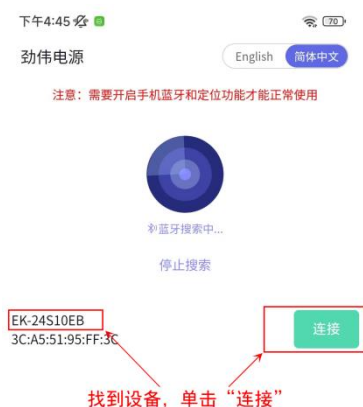 下午4:45
70
劲伟电源
English 简体中文
注意：需要开启手机蓝牙和定位功能才能正常使用
蓝牙搜索中...
停止搜索
EK-24S10EB
3C:A5:51:95:FF:3C
连接
找到设备，单击“连接”